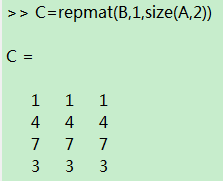 >> C=repmat(B,1,size(A,2))
C =
1 1 1
4 4 4
7 7 7
3 3 3